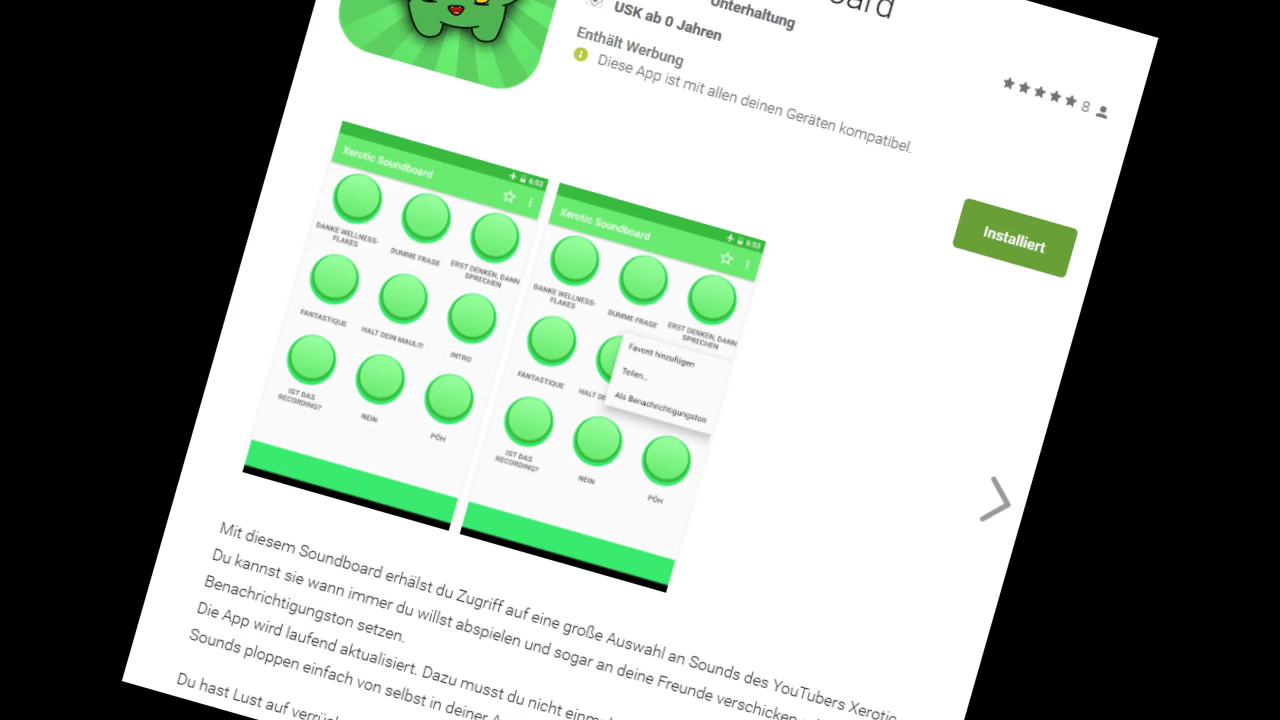 Unterhaltung
USK ab 0 Jahren
Enthält Werbung
Diese App ist mit allen deinen Geräten kompatibel.
8
Installiert
Xerotic Soundboard
6:53
DANKE WELLNESS-
FLAKES
DUMME FRAGE
ERST DENKEN, DANN
SPRECHEN
FANTASTIQUE
HALT DEIN MAUL!!!
INTRO
IST DAS
RECORDING?
NEIN
PÖH
Xerotic Soundboard
6:53
DANKE WELLNESS-
FLAKES
DUMME FRAGE
ERST DENKEN, DANN
SPRECHEN
FANTASTIQUE
HALT
Favorit hinzufügen
Teilen...
Als Benachrichtigungston
IST DAS
RECORDING?
NEIN
PÖH
Mit diesem Soundboard erhälst du Zugriff auf eine große Auswahl an Sounds des YouTubers Xerotic.
Du kannst sie wann immer du willst abspielen und sogar an deine Freunde verschicken
Benachrichtigungston setzen.
Die App wird laufend aktualisiert. Dazu musst du nicht
Sounds ploppen einfach von selbst in deiner
Du hast Lust auf